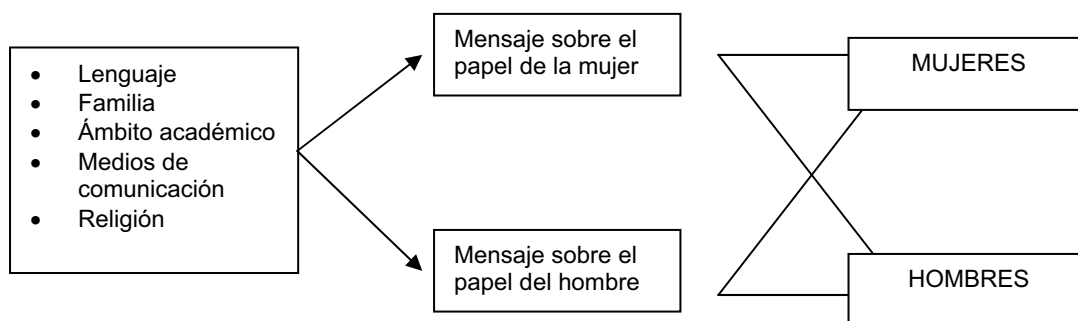 • Lenguaje
• Familia
• Ámbito académico
• Medios de
comunicación
• Religión
Mensaje sobre el
papel de la mujer
Mensaje sobre el
papel del hombre
MUJERES
HOMBRES